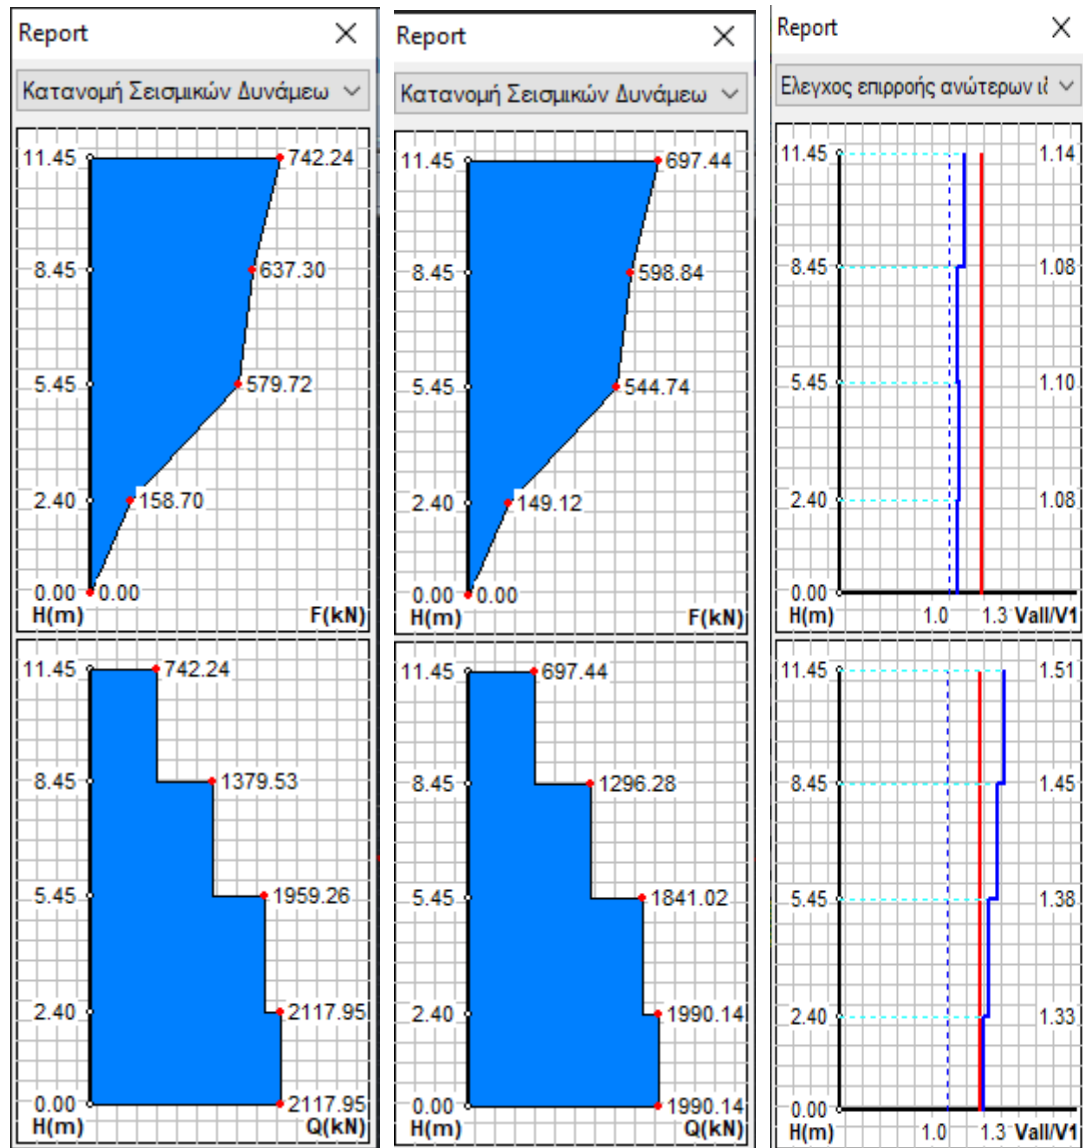 Report
Κατανομή Σεισμικών Δυνάμεω
11.45 742.24
8.45 637.30
5.45 579.72
2.40 158.70
0.00 0.00
H(m) F(kN)
11.45 742.24
8.45 1379.53
5.45 1959.26
2.40 2117.95
0.00 2117.95
H(m) Q(kN)
Report
Κατανομή Σεισμικών Δυνάμεω
11.45 697.44
8.45 598.84
5.45 544.74
2.40 149.12
0.00 0.00
H(m) F(kN)
11.45 697.44
8.45 1296.28
5.45 1841.02
2.40 1990.14
0.00 1990.14
H(m) Q(kN)
Report
Ελεγχος επιρροής ανώτερων ιδ
11.45 1.14
8.45 1.08
5.45 1.10
2.40 1.08
0.00
H(m) 1.0 1.3 Vall/V1
11.45 1.51
8.45 1.45
5.45 1.38
2.40 1.33
0.00
H(m) 1.0 1.3 Vall/V1